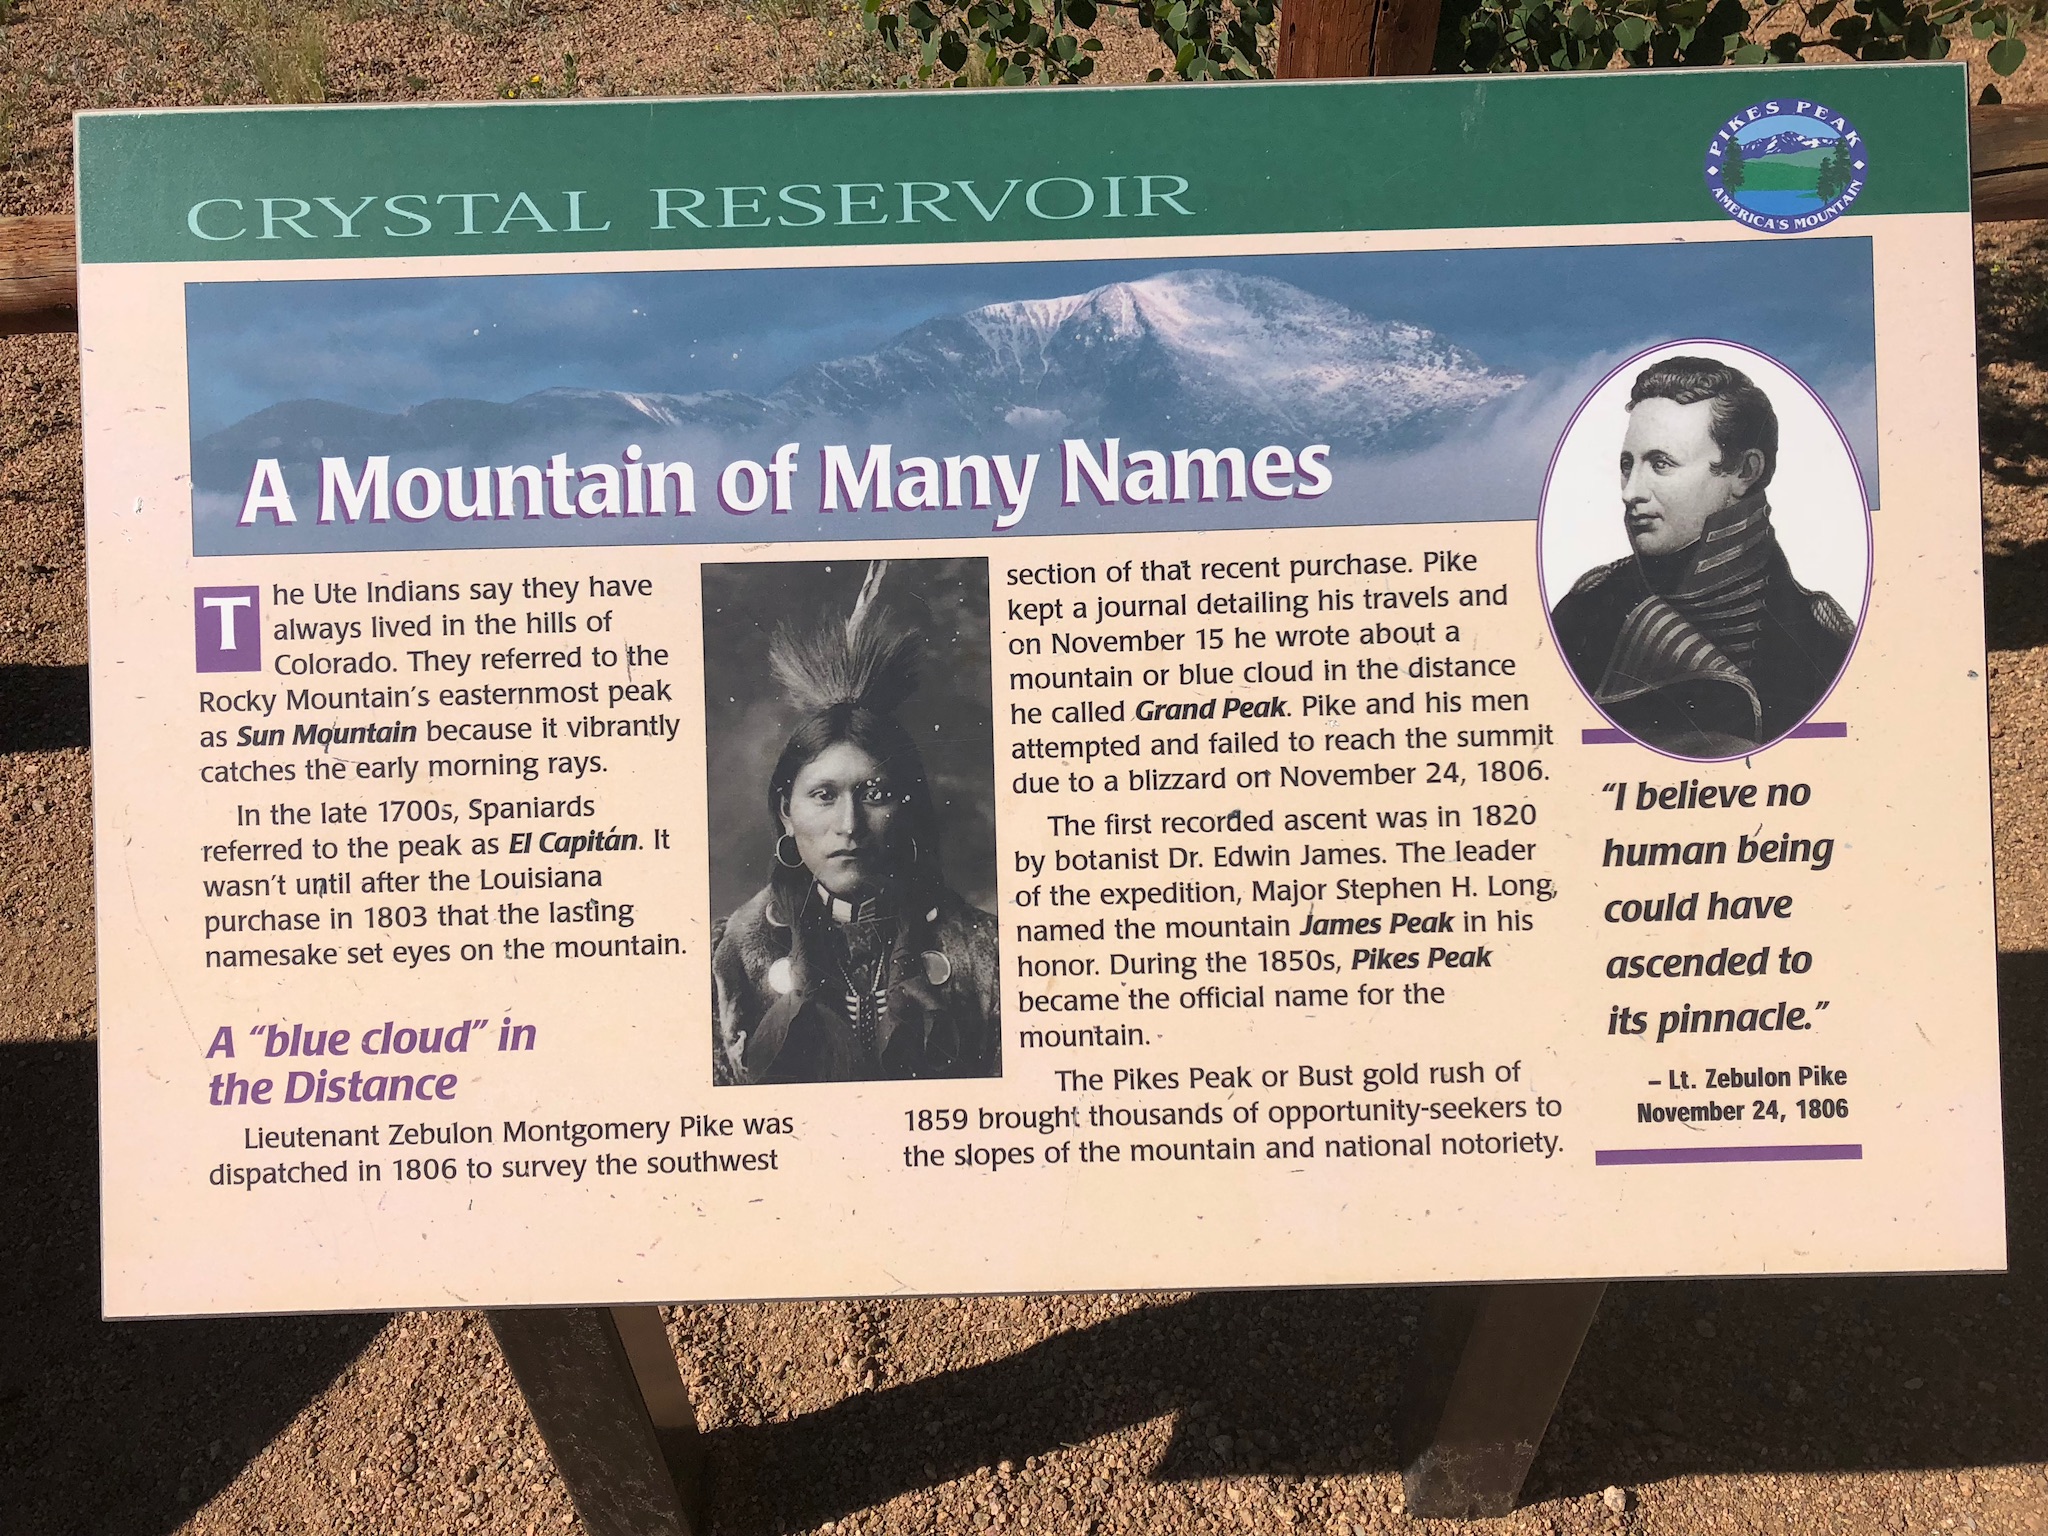 CRYSTAL RESERVOIR
PIKES PEAK
AMERICA'S MOUNTAIN
A Mountain of Many Names
The Ute Indians say they have
always lived in the hills of
Colorado. They referred to the
Rocky Mountain's easternmost peak
as Sun Mountain because it vibrantly
catches the early morning rays.
In the late 1700s, Spaniards
referred to the peak as El Capitán. It
wasn't until after the Louisiana
purchase in 1803 that the lasting
namesake set eyes on the mountain.
A "blue cloud" in
the Distance
Lieutenant Zebulon Montgomery Pike was
dispatched in 1806 to survey the southwest
section of that recent purchase. Pike
kept a journal detailing his travels and
on November 15 he wrote about a
mountain or blue cloud in the distance
he called Grand Peak. Pike and his men
attempted and failed to reach the summit
due to a blizzard on November 24, 1806.
The first recorded ascent was in 1820
by botanist Dr. Edwin James. The leader
of the expedition, Major Stephen H. Long,
named the mountain James Peak in his
honor. During the 1850s, Pikes Peak
became the official name for the
mountain.
The Pikes Peak or Bust gold rush of
1859 brought thousands of opportunity-seekers to
the slopes of the mountain and national notoriety.
"I believe no
human being
could have
ascended to
its pinnacle."
– Lt. Zebulon Pike
November 24, 1806